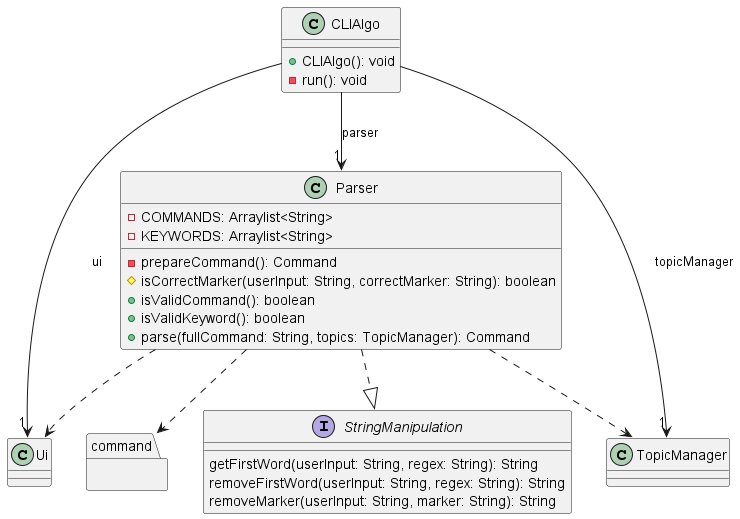 C CLIAlgo
CLIAlgo(): void
run(): void
parser
1
C Parser
COMMANDS: Arraylist<String>
KEYWORDS: Arraylist<String>
prepareCommand(): Command
isCorrectMarker(userInput: String, correctMarker: String): boolean
isValidCommand(): boolean
isValidKeyword(): boolean
parse(fullCommand: String, topics: TopicManager): Command
ui
topicManager
1
1
C Ui
command
I StringManipulation
getFirstWord(userInput: String, regex: String): String
removeFirstWord(userInput: String, regex: String): String
removeMarker(userInput: String, marker: String): String
C TopicManager